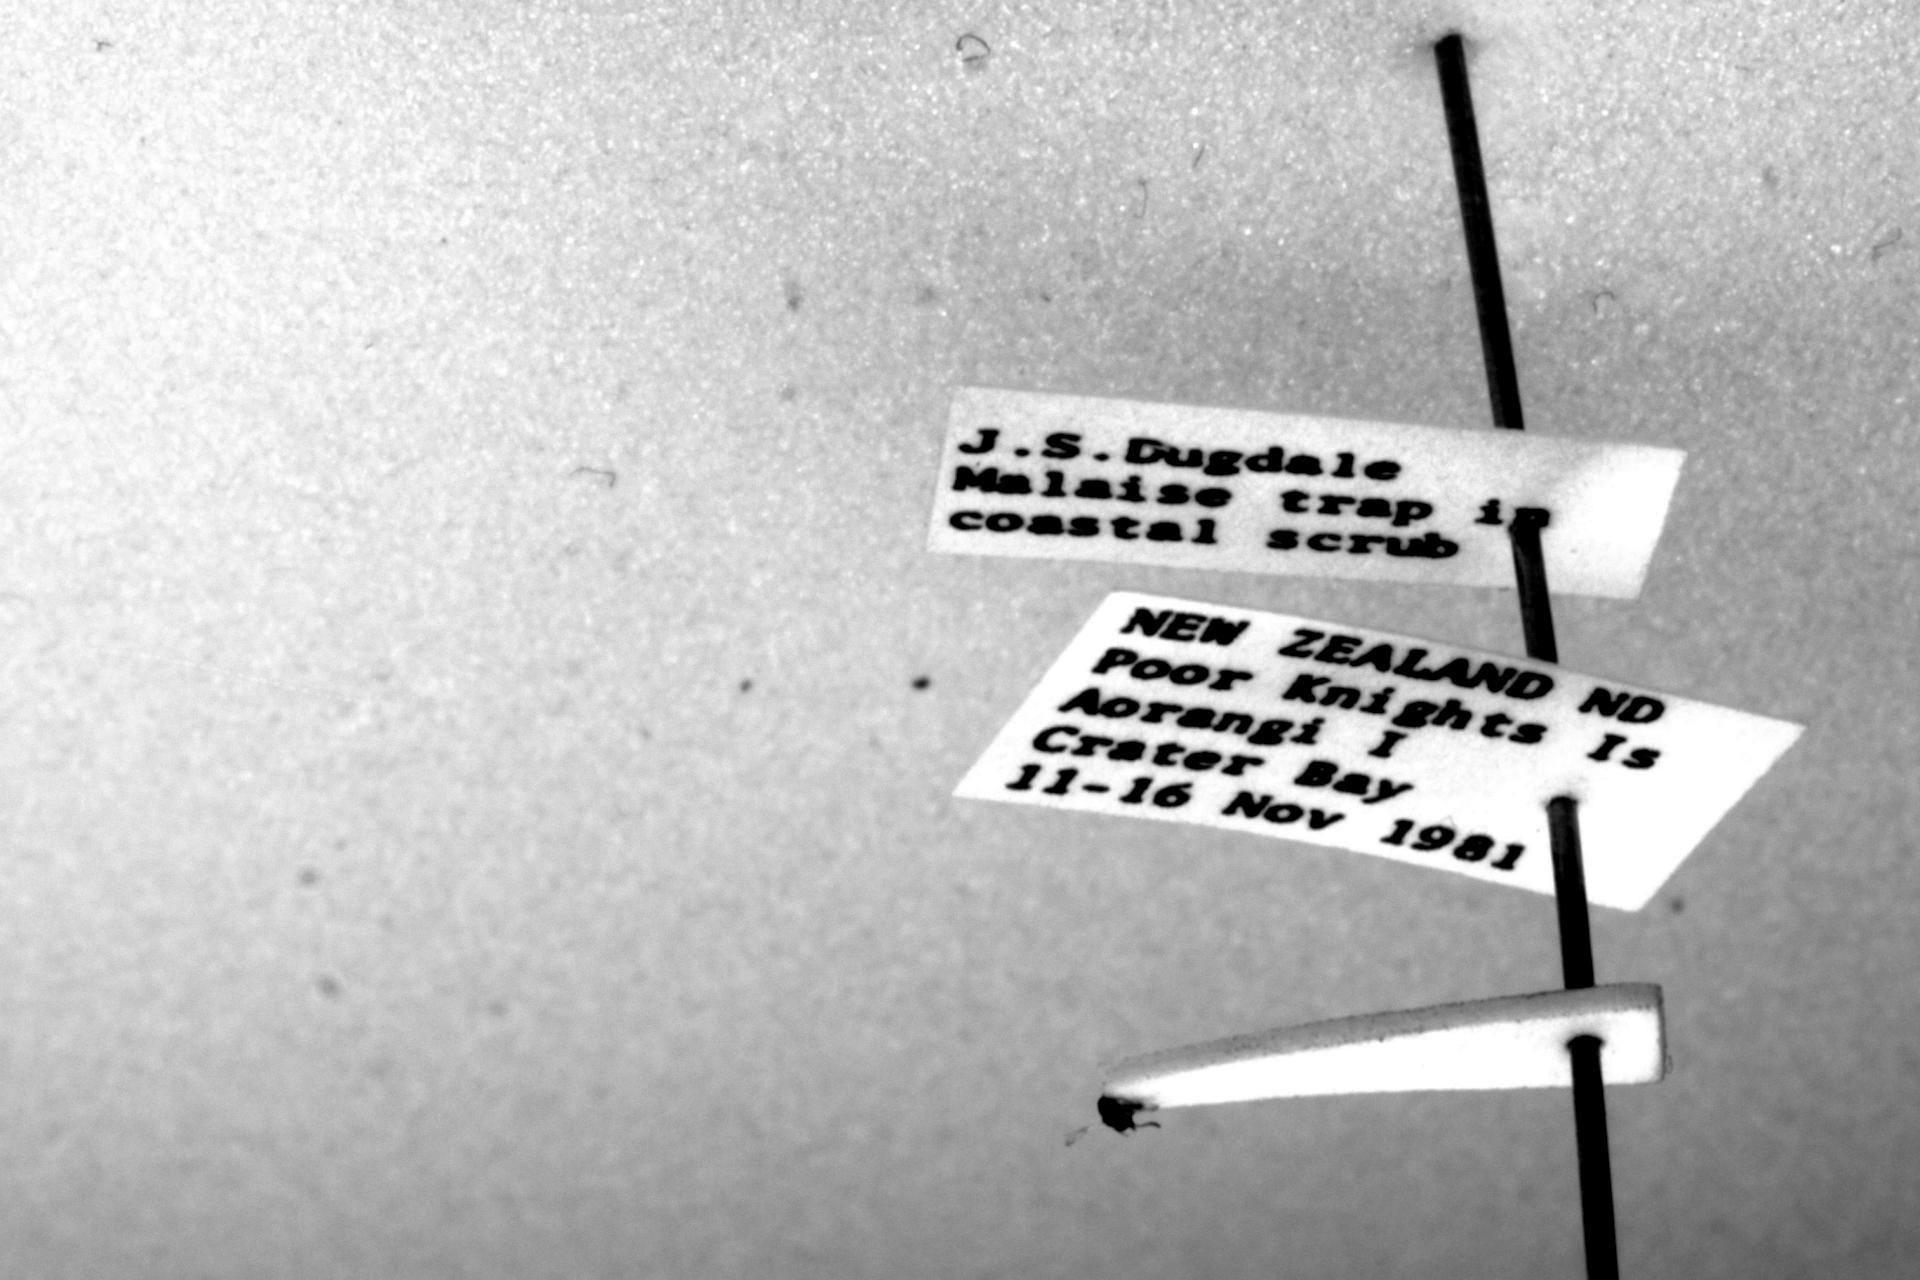 J.S.Dugdale
Malaise trap in
coastal scrub
NEW ZEALAND ND
Poor Knights Is
Aorangi I
Crater Bay
11-16 Nov 1981